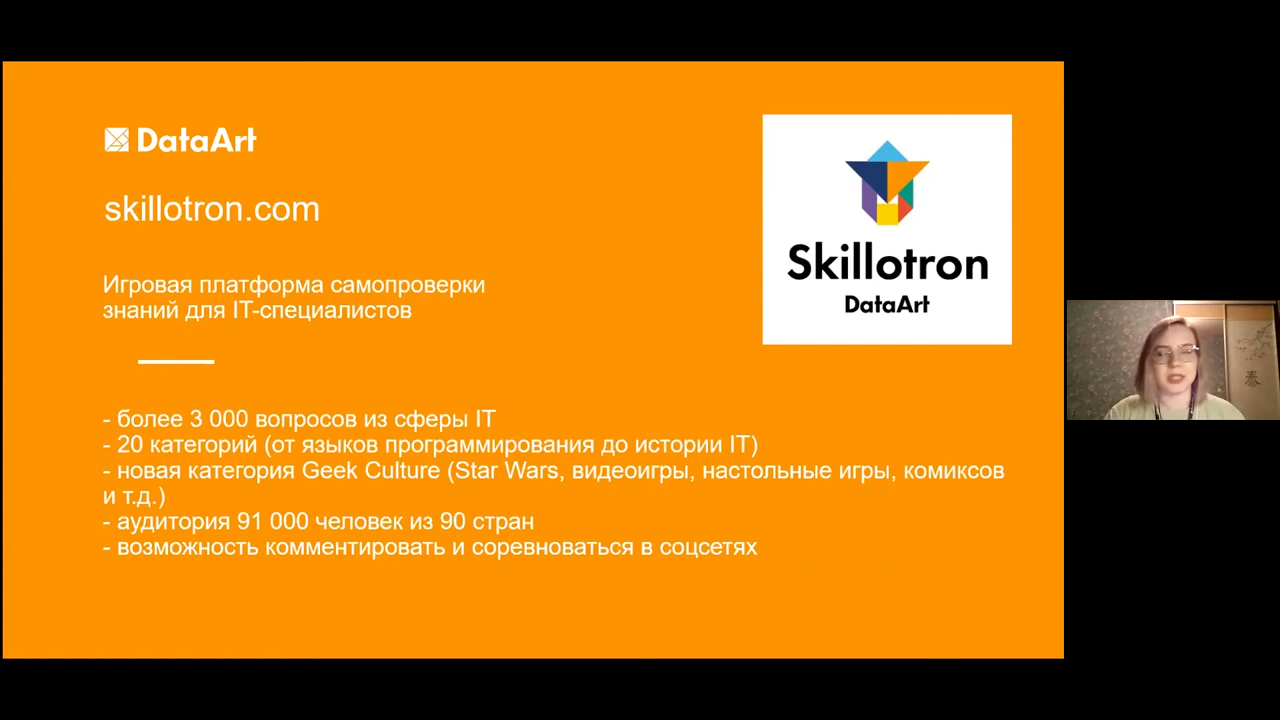 DataArt
skillotron.com
Skillotron
DataArt
Игровая платформа самопроверки
знаний для IT-специалистов
- более 3 000 вопросов из сферы IT
- 20 категорий (от языков программирования до истории IT)
- новая категория Geek Culture (Star Wars, видеоигры, настольные игры, комиксов
и т.д.)
- аудитория 91 000 человек из 90 стран
- возможность комментировать и соревноваться в соцсетях
泰